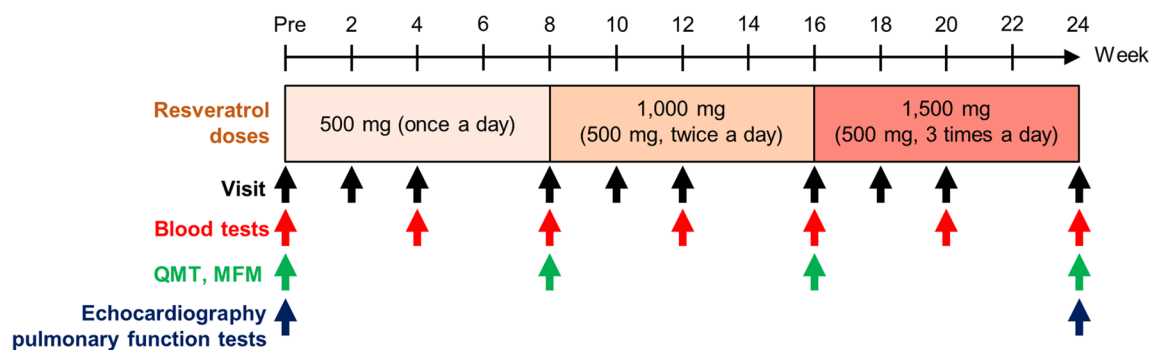 Pre 2 4 6 8 10 12 14 16 18 20 22 24
Week
Resveratrol
doses
500 mg (once a day)
1,000 mg
(500 mg, twice a day)
1,500 mg
(500 mg, 3 times a day)
Visit
Blood tests
QMT, MFM
Echocardiography
pulmonary function tests